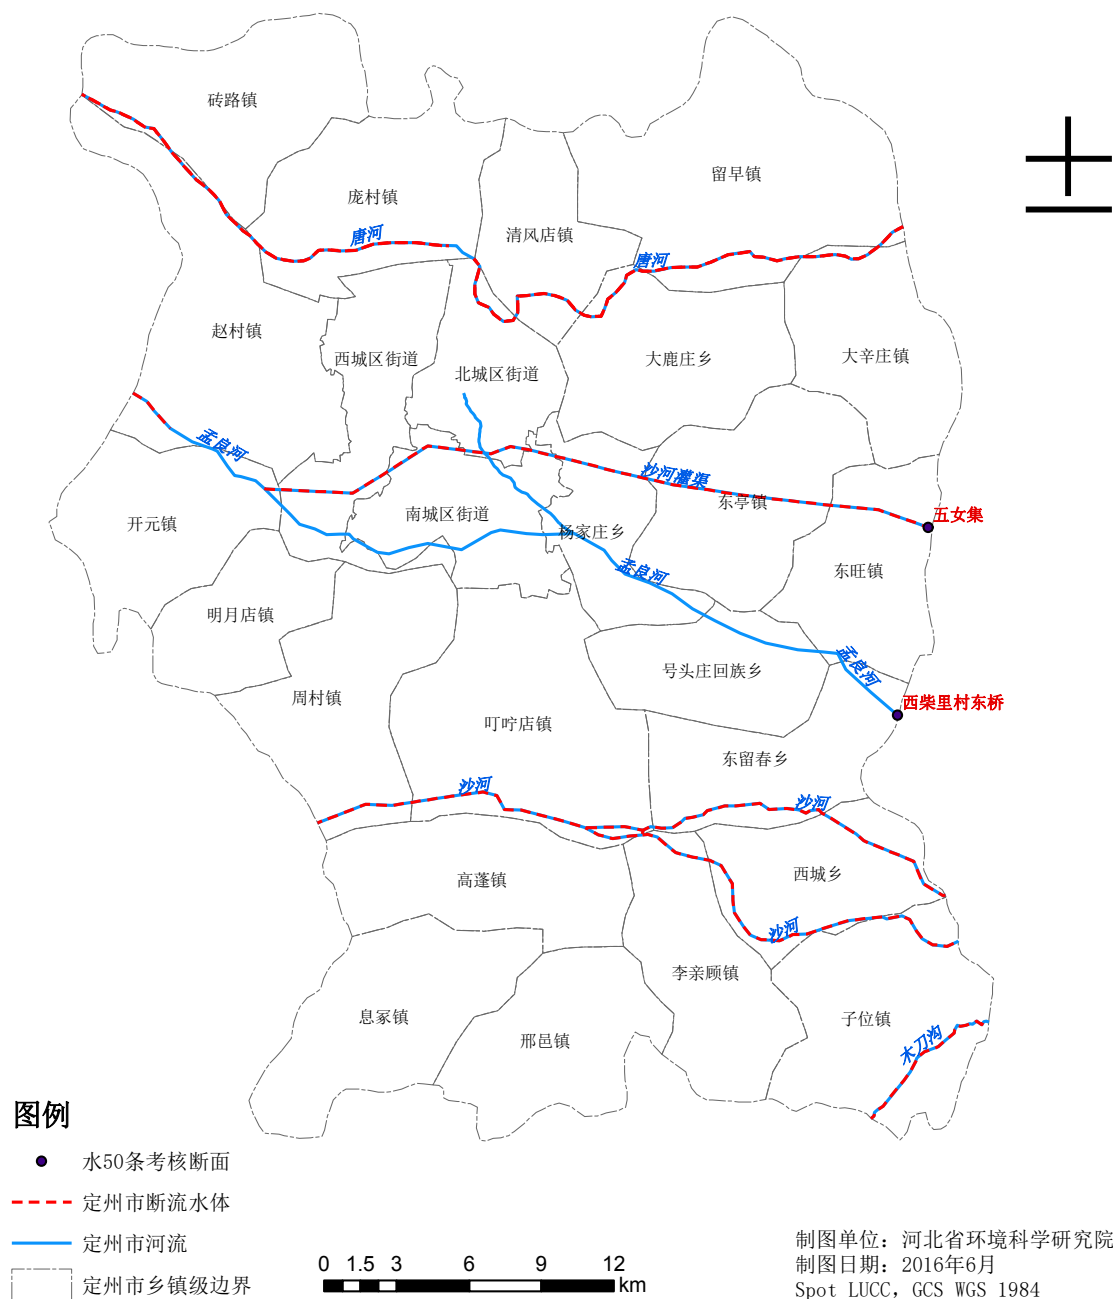 砖路镇
庞村镇
留早镇
清风店镇
唐河
唐河
赵村镇
西城区街道
北城区街道
大鹿庄乡
大辛庄镇
孟良河
沙河灌渠
东亭镇
五女集
开元镇
南城区街道
杨家庄乡
孟良河
东旺镇
明月店镇
孟良河
号头庄回族乡
周村镇
西柴里村东桥
叮咛店镇
东留春乡
沙河
沙河
高蓬镇
西城乡
沙河
李亲顾镇
息冢镇
邢邑镇
子位镇
木刀沟
图例
水50条考核断面
定州市断流水体
定州市河流
定州市乡镇级边界
0 1.5 3 6 9 12
km
制图单位：河北省环境科学研究院
制图日期：2016年6月
Spot LUCC, GCS WGS 1984